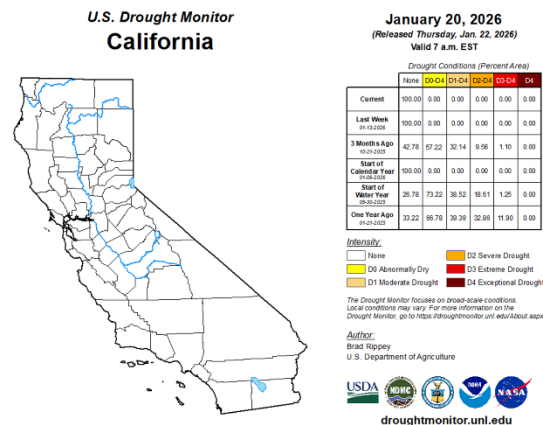 U.S. Drought Monitor
California
January 20, 2026
(Released Thursday, Jan. 22, 2026)
Valid 7 a.m. EST
Drought Conditions (Percent Area)
None D0-D4 D1-D4 D2-D4 D3-D4 D4
Current 100.00 0.00 0.00 0.00 0.00 0.00
Last Week 01-13-2026 100.00 0.00 0.00 0.00 0.00 0.00
3 Months Ago 10-21-2025 42.78 57.22 32.14 9.58 1.10 0.00
Start of Calendar Year 01-06-2026 100.00 0.00 0.00 0.00 0.00 0.00
Start of Water Year 09-30-2025 26.78 73.22 38.52 18.61 1.25 0.00
One Year Ago 01-21-2025 33.22 66.78 39.39 32.86 11.90 0.00
Intensity:
None
D0 Abnormally Dry
D1 Moderate Drought
D2 Severe Drought
D3 Extreme Drought
D4 Exceptional Drought
The Drought Monitor focuses on broad-scale conditions.
Local conditions may vary. For more information on the
Drought Monitor, go to https://droughtmonitor.unl.edu/About.aspx
Author:
Brad Rippey
U.S. Department of Agriculture
USDA
NDMC
NOAA
NASA
droughtmonitor.unl.edu